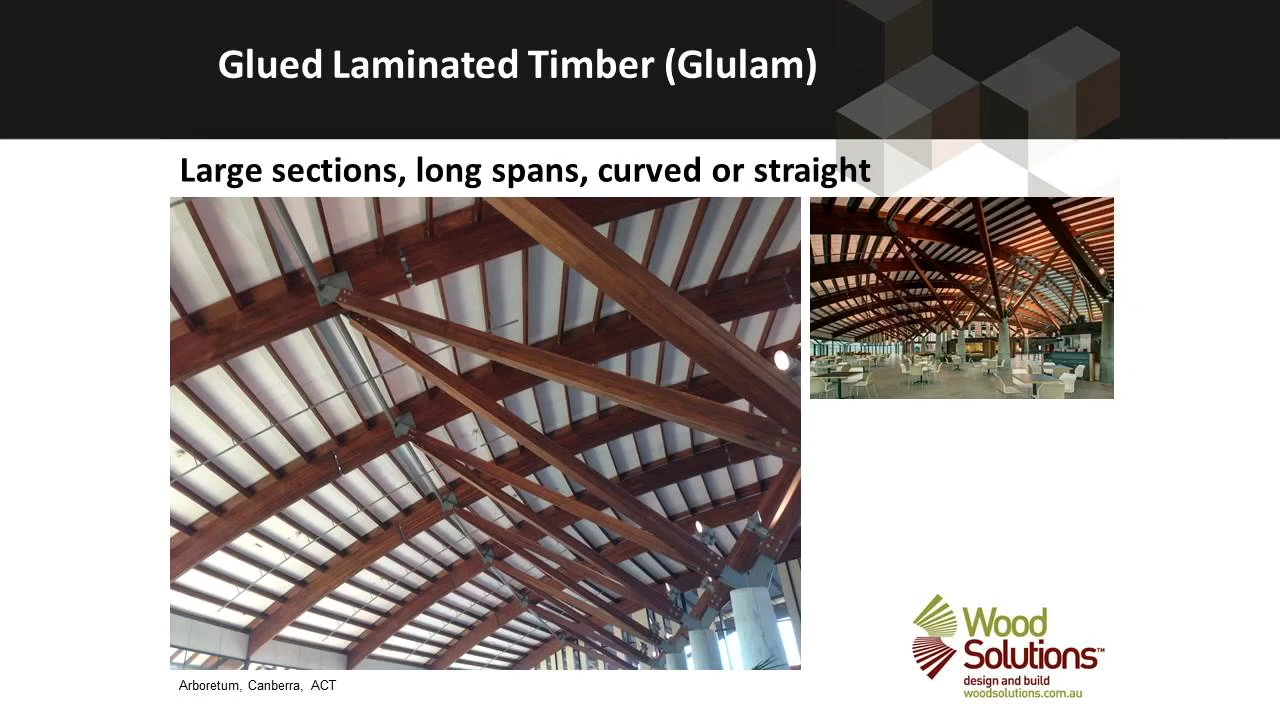 Glued Laminated Timber (Glulam)
Large sections, long spans, curved or straight
Arboretum, Canberra, ACT
Wood
Solutions™
design and build
woodsolutions.com.au